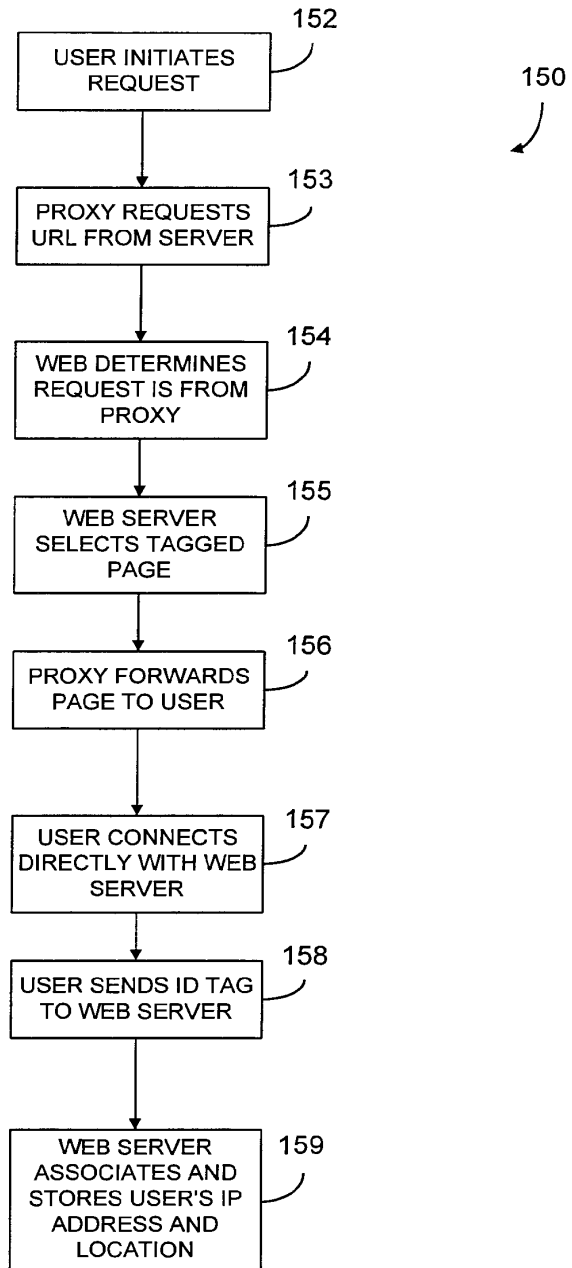 152
USER INITIATES
REQUEST
150
153
PROXY REQUESTS
URL FROM SERVER
154
WEB DETERMINES
REQUEST IS FROM
PROXY
155
WEB SERVER
SELECTS TAGGED
PAGE
156
PROXY FORWARDS
PAGE TO USER
157
USER CONNECTS
DIRECTLY WITH WEB
SERVER
158
USER SENDS ID TAG
TO WEB SERVER
159
WEB SERVER
ASSOCIATES AND
STORES USER'S IP
ADDRESS AND
LOCATION